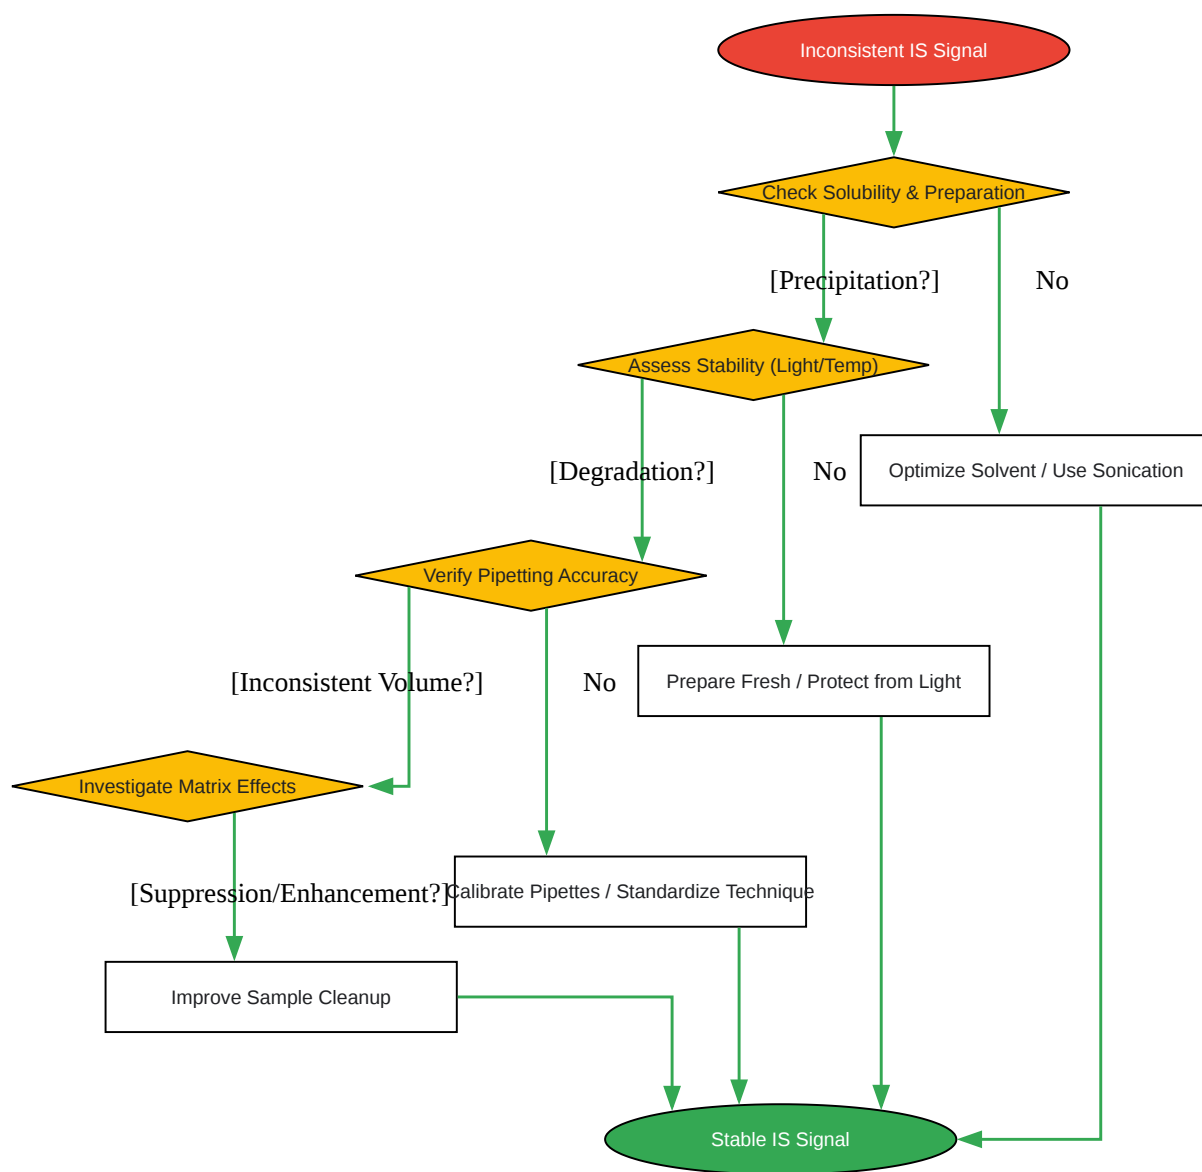 Inconsistent IS Signal
Check Solubility & Preparation
[Precipitation?]
No
Assess Stability (Light/Temp)
[Degradation?]
No
Optimize Solvent / Use Sonication
Verify Pipetting Accuracy
[Inconsistent Volume?]
No
Prepare Fresh / Protect from Light
Investigate Matrix Effects
[Suppression/Enhancement?]
Calibrate Pipettes / Standardize Technique
Improve Sample Cleanup
Stable IS Signal